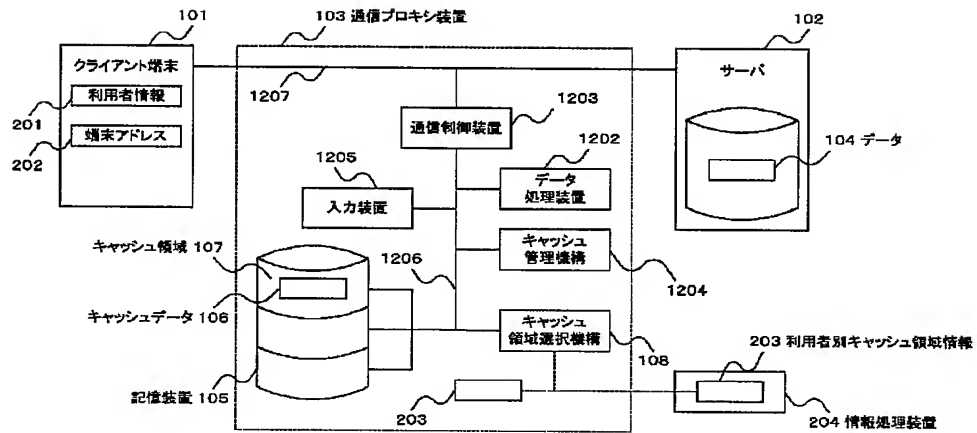 101
103 通信プロキシ装置
102
クライアント端末
サーバ
利用者情報
1207
1203
201
端末アドレス
通信制御装置
202
1202
104 データ
1205
データ
処理装置
入力装置
キャッシュ領域 107
1206
キャッシュ
管理機構
1204
キャッシュデータ 106
キャッシュ
領域選択機構
203 利用者別キャッシュ領域情報
108
記憶装置 105
203
204 情報処理装置